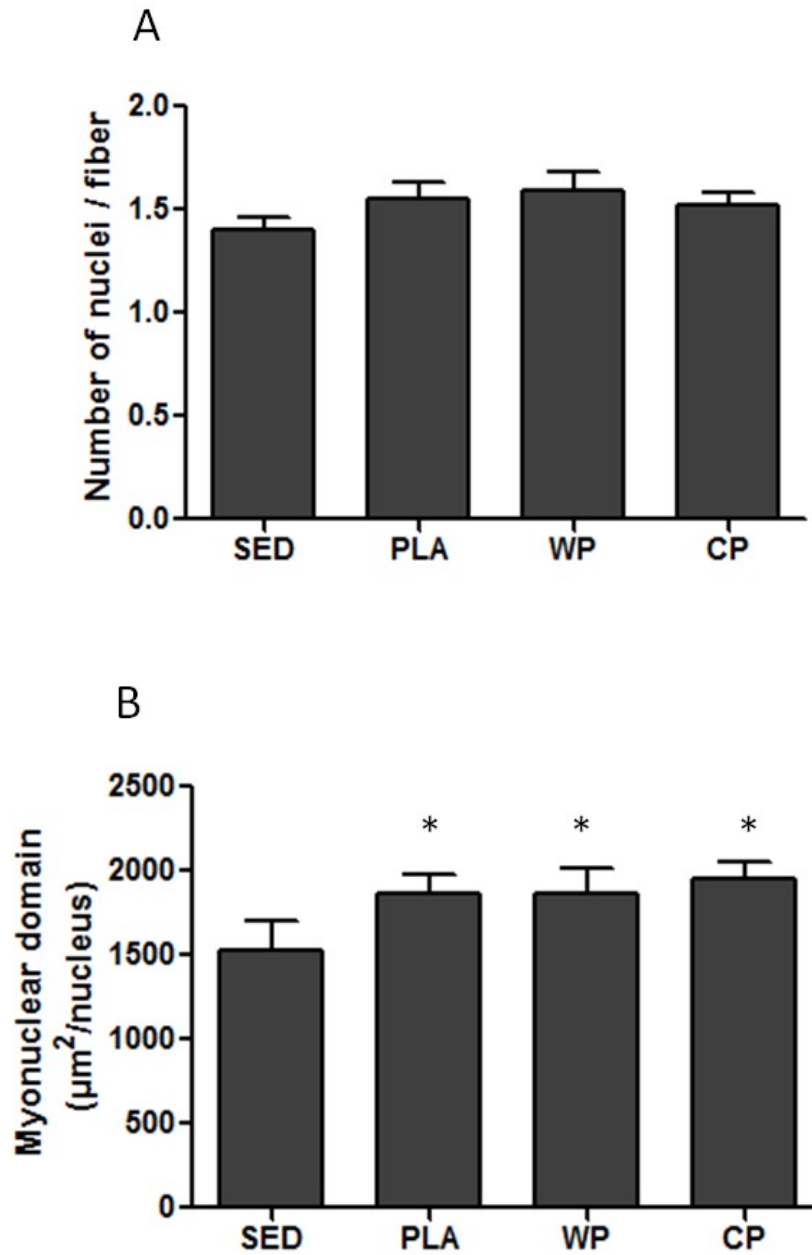 A
Number of nuclei / fiber
2.0
1.5
1.0
0.5
0.0
SED PLA WP CP
B
Myonuclear domain
(µm²/nucleus)
2500
* * *
2000
1500
1000
500
0
SED PLA WP CP